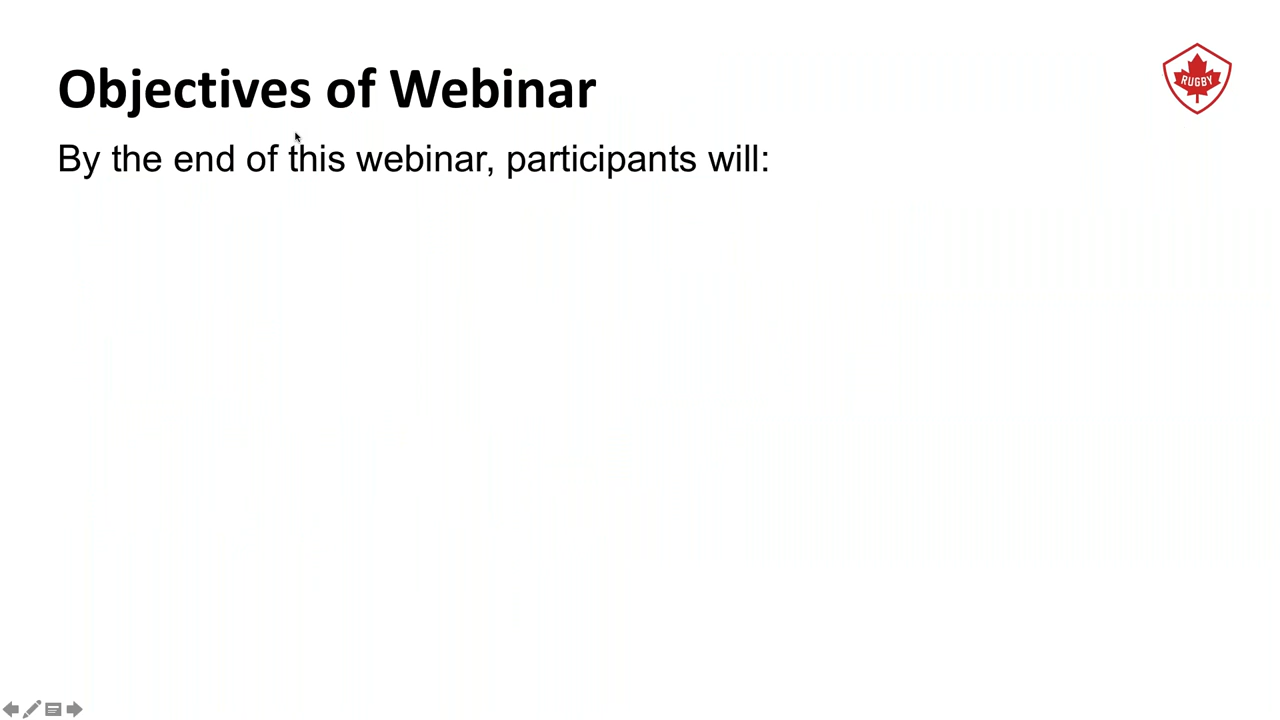 Objectives of Webinar
RUGBY
By the end of this webinar, participants will: